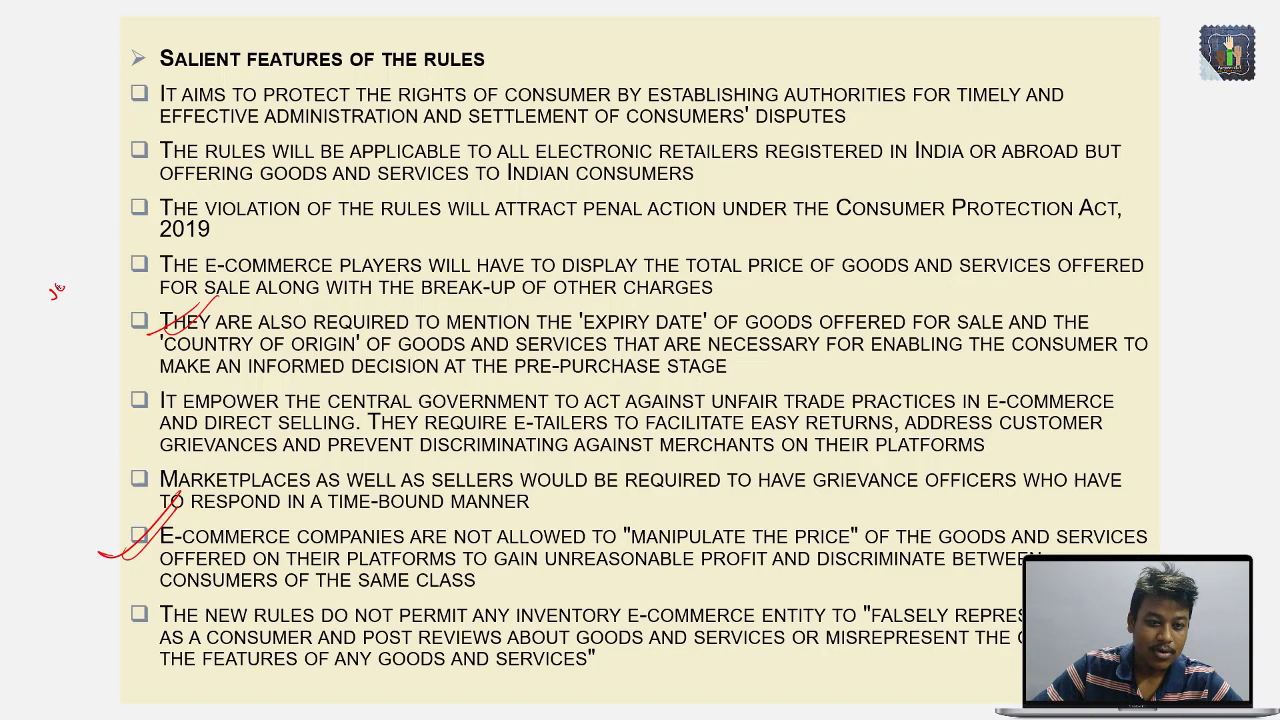 SALIENT FEATURES OF THE RULES
IT AIMS TO PROTECT THE RIGHTS OF CONSUMER BY ESTABLISHING AUTHORITIES FOR TIMELY AND
EFFECTIVE ADMINISTRATION AND SETTLEMENT OF CONSUMERS' DISPUTES
THE RULES WILL BE APPLICABLE TO ALL ELECTRONIC RETAILERS REGISTERED IN INDIA OR ABROAD BUT
OFFERING GOODS AND SERVICES TO INDIAN CONSUMERS
THE VIOLATION OF THE RULES WILL ATTRACT PENAL ACTION UNDER THE CONSUMER PROTECTION ACT,
2019
THE E-COMMERCE PLAYERS WILL HAVE TO DISPLAY THE TOTAL PRICE OF GOODS AND SERVICES OFFERED
FOR SALE ALONG WITH THE BREAK-UP OF OTHER CHARGES
THEY ARE ALSO REQUIRED TO MENTION THE 'EXPIRY DATE' OF GOODS OFFERED FOR SALE AND THE
'COUNTRY OF ORIGIN' OF GOODS AND SERVICES THAT ARE NECESSARY FOR ENABLING THE CONSUMER TO
MAKE AN INFORMED DECISION AT THE PRE-PURCHASE STAGE
IT EMPOWER THE CENTRAL GOVERNMENT TO ACT AGAINST UNFAIR TRADE PRACTICES IN E-COMMERCE
AND DIRECT SELLING. THEY REQUIRE E-TAILERS TO FACILITATE EASY RETURNS, ADDRESS CUSTOMER
GRIEVANCES AND PREVENT DISCRIMINATING AGAINST MERCHANTS ON THEIR PLATFORMS
MARKETPLACES AS WELL AS SELLERS WOULD BE REQUIRED TO HAVE GRIEVANCE OFFICERS WHO HAVE
TO RESPOND IN A TIME-BOUND MANNER
E-COMMERCE COMPANIES ARE NOT ALLOWED TO "MANIPULATE THE PRICE" OF THE GOODS AND SERVICES
OFFERED ON THEIR PLATFORMS TO GAIN UNREASONABLE PROFIT AND DISCRIMINATE BETWEEN
CONSUMERS OF THE SAME CLASS
THE NEW RULES DO NOT PERMIT ANY INVENTORY E-COMMERCE ENTITY TO "FALSELY
AS A CONSUMER AND POST REVIEWS ABOUT GOODS AND SERVICES OR MISREPRESENT THE
THE FEATURES OF ANY GOODS AND SERVICES"